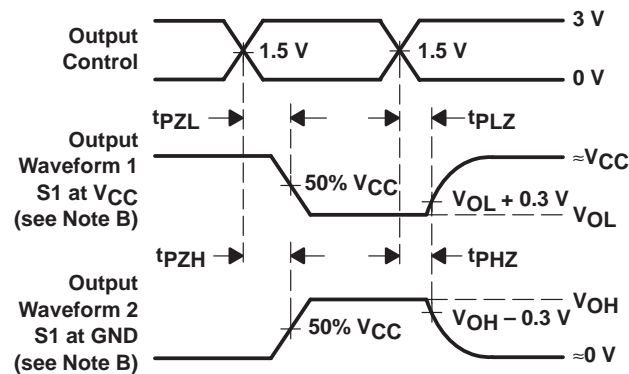 Output
Control
3 V
1.5 V
1.5 V
0 V
tPZL
tPLZ
Output
Waveform 1
S1 at VCC
(see Note B)
≈VCC
50% VCC
VOL + 0.3 V
VOL
tPZH
tPHZ
Output
Waveform 2
S1 at GND
(see Note B)
VOH
50% VCC
VOH – 0.3 V
≈0 V